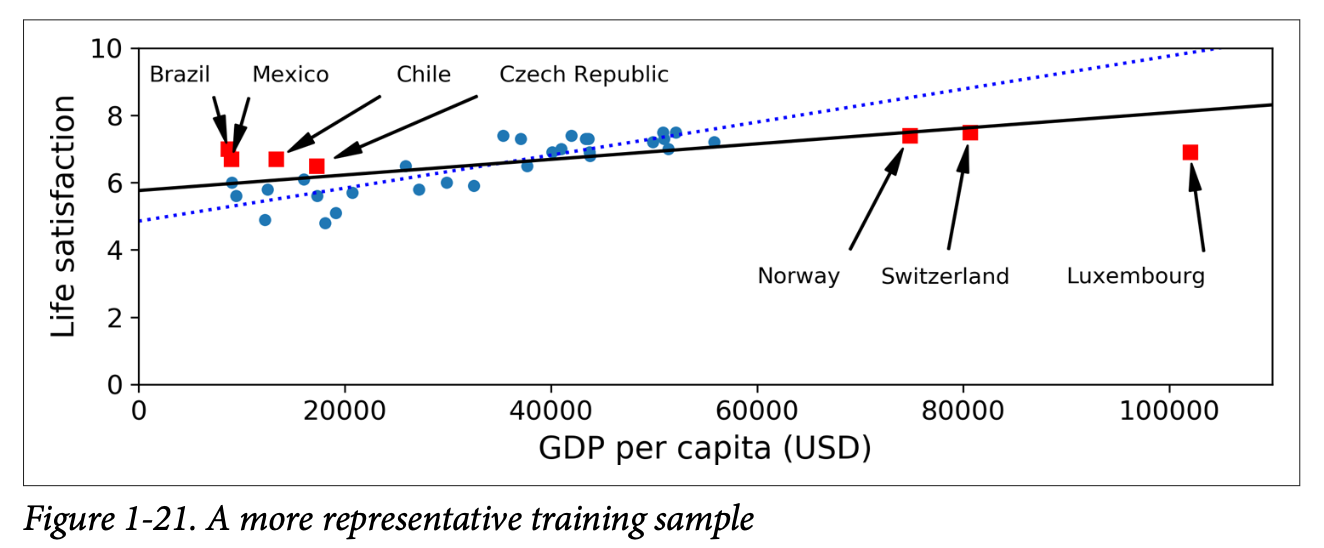 10
Brazil Mexico Chile Czech Republic
8
6
4
Norway Switzerland Luxembourg
2
0
Life satisfaction
0 20000 40000 60000 80000 100000
GDP per capita (USD)
Figure 1-21. A more representative training sample